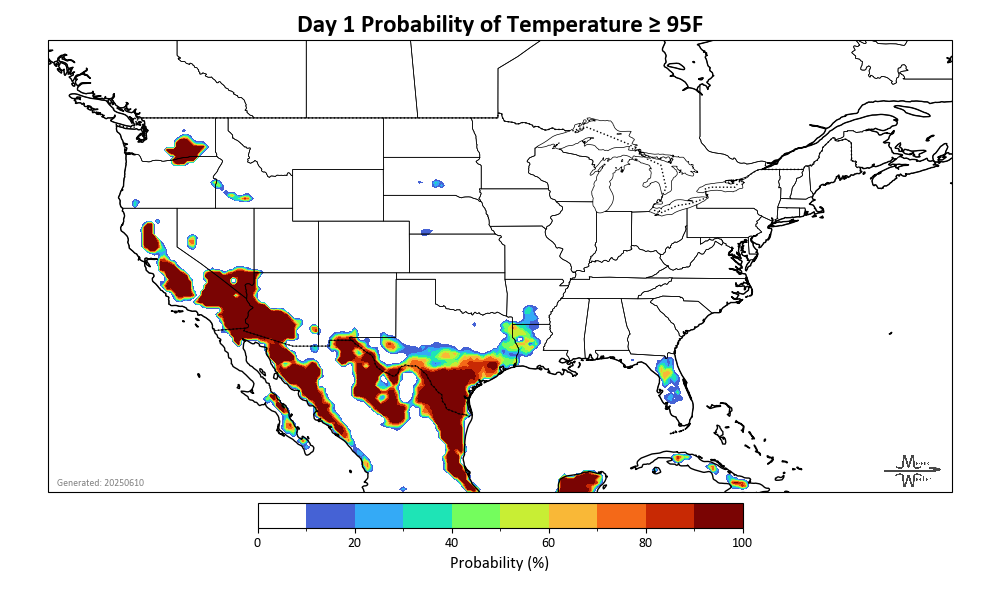 Day 1 Probability of Temperature ≥ 95F
Generated: 20250610
0 20 40 60 80 100
Probability (%)